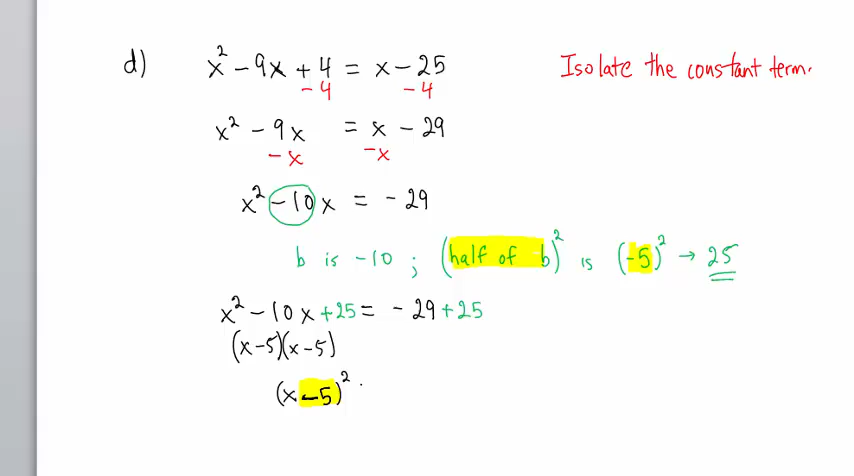 d) x² - 9x + 4 = x - 25 Isolate the constant term.
- 4 - 4
x² - 9x = x - 29
- x - x
x² - 10x = - 29
b is -10 ; (half of b)² is (-5)² → 25
x² - 10x + 25 = - 29 + 25
(x - 5)(x - 5)
(x - 5)²